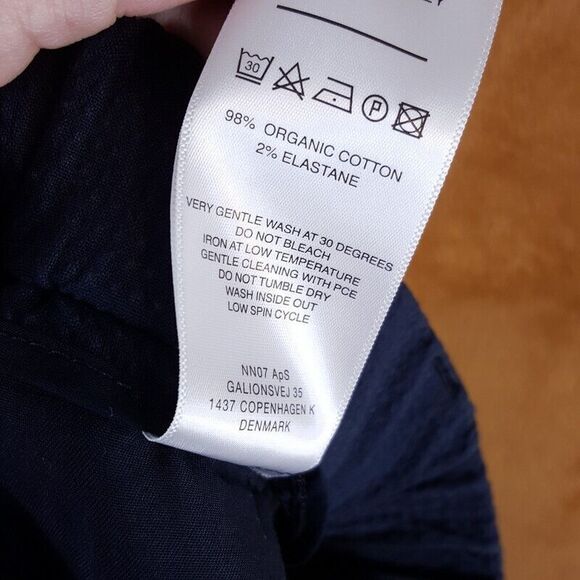 30
P
98% ORGANIC COTTON
2% ELASTANE
VERY GENTLE WASH AT 30 DEGREES
DO NOT BLEACH
IRON AT LOW TEMPERATURE
GENTLE CLEANING WITH PCE
DO NOT TUMBLE DRY
WASH INSIDE OUT
LOW SPIN CYCLE
NN07 ApS
GALIONSVEJ 35
1437 COPENHAGEN K
DENMARK